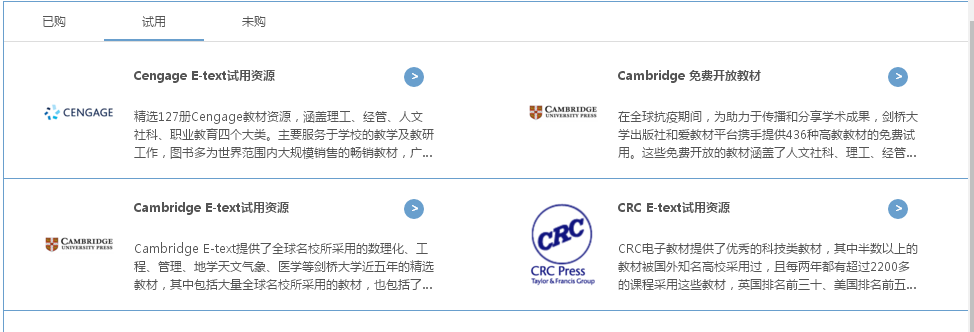 已购 试用 未购
Cengage E-text试用资源
>
CENGAGE
精选127册Cengage教材资源，涵盖理工、经管、人文
社科、职业教育四个大类。主要服务于学校的教学及教研
工作，图书多为世界范围内大规模销售的畅销教材，广...
Cambridge 免费开放教材
>
CAMBRIDGE
UNIVERSITY PRESS
在全球抗疫期间，为助力于传播和分享学术成果，剑桥大
学出版社和爱教材平台携手提供436种高教教材的免费试
用。这些免费开放的教材涵盖了人文社科、理工、经管...
Cambridge E-text试用资源
>
CAMBRIDGE
UNIVERSITY PRESS
Cambridge E-text提供了全球名校所采用的数理化、工
程、管理、地学天文气象、医学等剑桥大学近五年的精选
教材，其中包括大量全球名校所采用的教材，也包括了...
CRC E-text试用资源
>
CRC
CRC Press
Taylor & Francis Group
CRC电子教材提供了优秀的科技类教材，其中半数以上的
教材被国外知名高校采用过，且每两年都有超过2200多
的课程采用这些教材，英国排名前三十、美国排名前五...